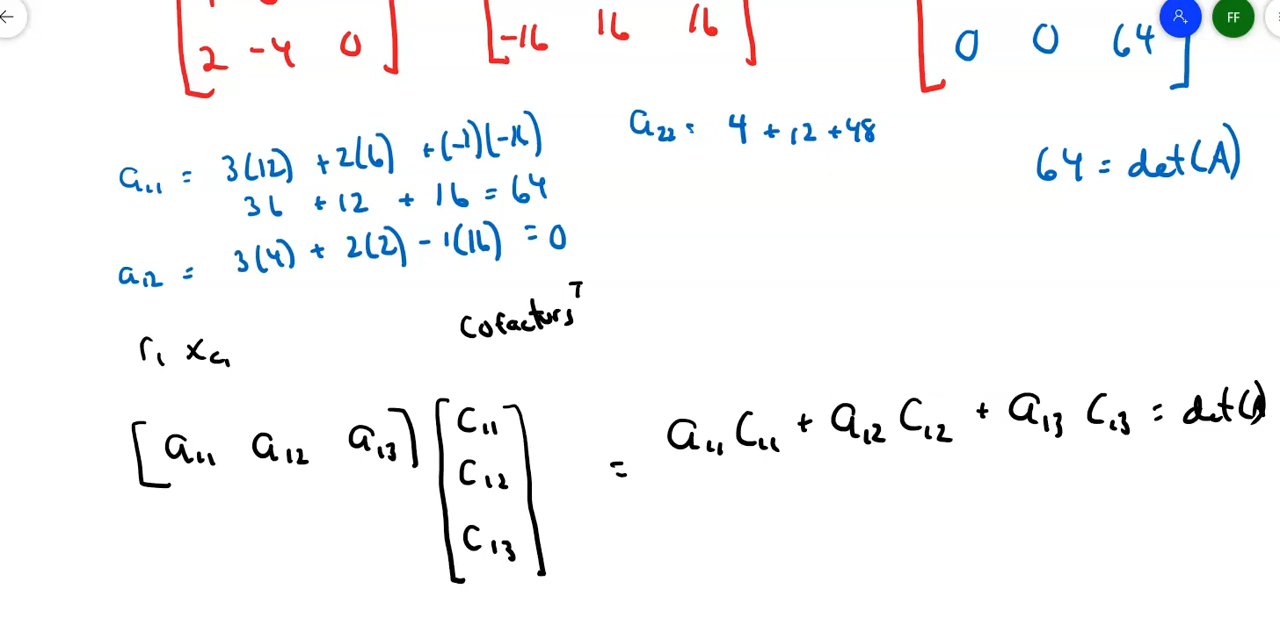 2 -4 0
-16 16 16
0 0 64
FF
a₁₁ = 3(12) + 2(6) + (-1)(-16)
36 + 12 + 16 = 64
a₁₂ = 3(4) + 2(2) - 1(16) = 0
a₂₂ = 4 + 12 + 48
64 = det(A)
r₁ x c₁
cofactorsᵀ
[a₁₁ a₁₂ a₁₃] [C₁₁ C₁₂ C₁₃] = a₁₁ C₁₁ + a₁₂ C₁₂ + a₁₃ C₁₃ = det(A)